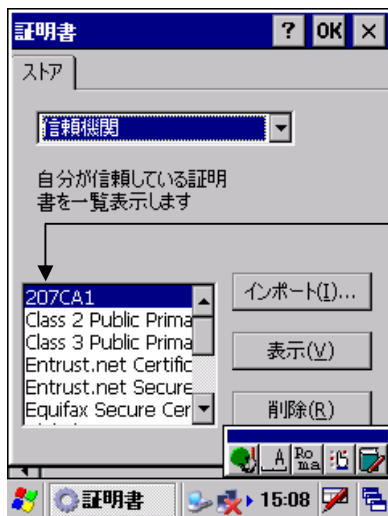 証明書 ? OK ×
ストア
信頼機関
自分が信頼している証明
書を一覧表示します
207CA1
Class 2 Public Prima
Class 3 Public Prima
Entrust.net Certific
Entrust.net Secure
Equifax Secure Cer
インポート(I)...
表示(V)
削除(R)
A Ro
ma
証明書 15:08